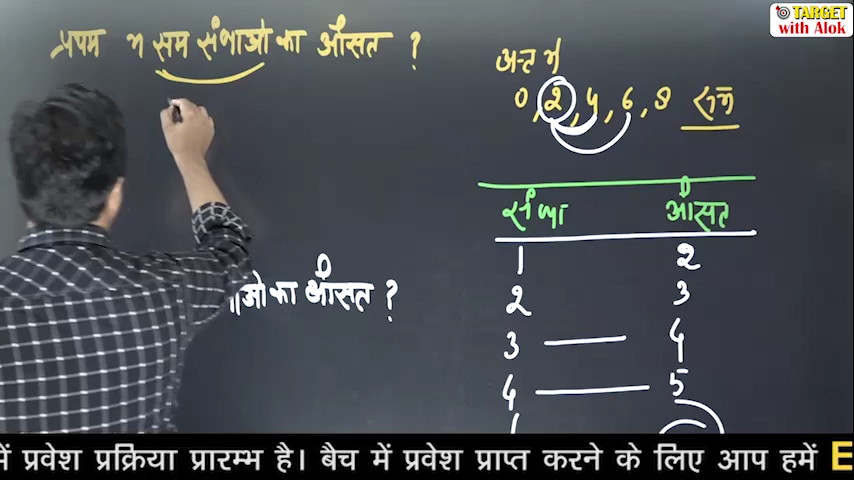 TARGET
with Alok
प्रथम n सम संख्याओ का औसत ?
अन्त में
0, 2, 4, 6, 8 सम
संख्या औसत
1 2
2 3
ओ का औसत ?
3 — 4
4 — 5
में प्रवेश प्रक्रिया प्रारम्भ है। बैच में प्रवेश प्राप्त करने के लिए आप हमें E